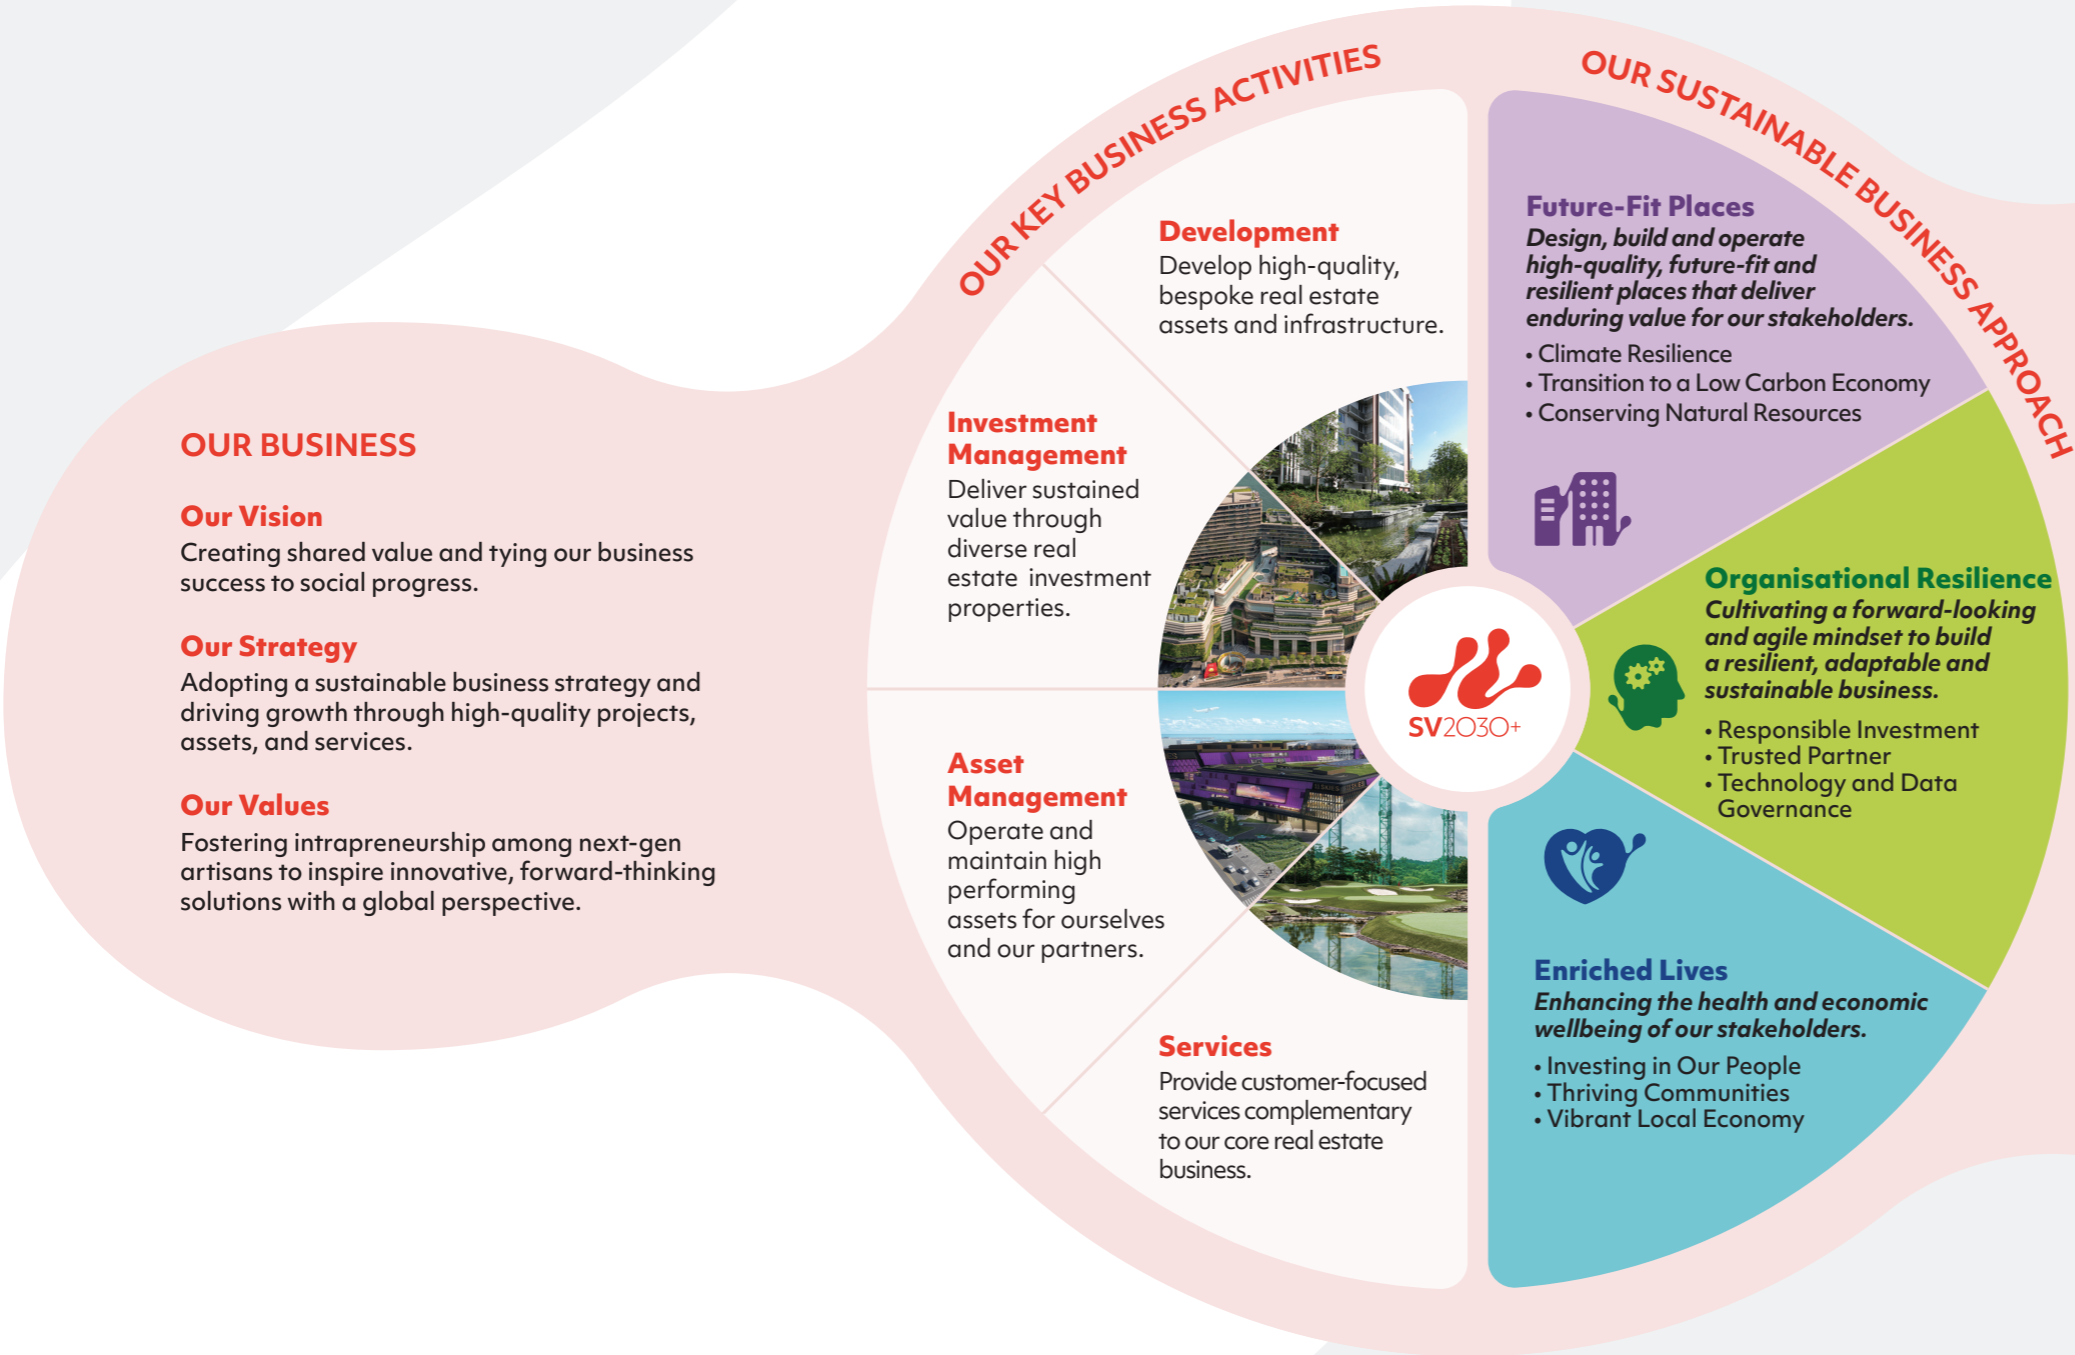 OUR BUSINESS
Our Vision
Creating shared value and tying our business
success to social progress.
Our Strategy
Adopting a sustainable business strategy and
driving growth through high-quality projects,
assets, and services.
Our Values
Fostering intrapreneurship among next-gen
artisans to inspire innovative, forward-thinking
solutions with a global perspective.
OUR KEY BUSINESS ACTIVITIES
Development
Develop high-quality,
bespoke real estate
assets and infrastructure.
Investment
Management
Deliver sustained
value through
diverse real
estate investment
properties.
Asset
Management
Operate and
maintain high
performing
assets for ourselves
and our partners.
Services
Provide customer-focused
services complementary
to our core real estate
business.
SV2030+
OUR SUSTAINABLE BUSINESS APPROACH
Future-Fit Places
Design, build and operate
high-quality, future-fit and
resilient places that deliver
enduring value for our stakeholders.
• Climate Resilience
• Transition to a Low Carbon Economy
• Conserving Natural Resources
Organisational Resilience
Cultivating a forward-looking
and agile mindset to build
a resilient, adaptable and
sustainable business.
• Responsible Investment
• Trusted Partner
• Technology and Data
Governance
Enriched Lives
Enhancing the health and economic
wellbeing of our stakeholders.
• Investing in Our People
• Thriving Communities
• Vibrant Local Economy